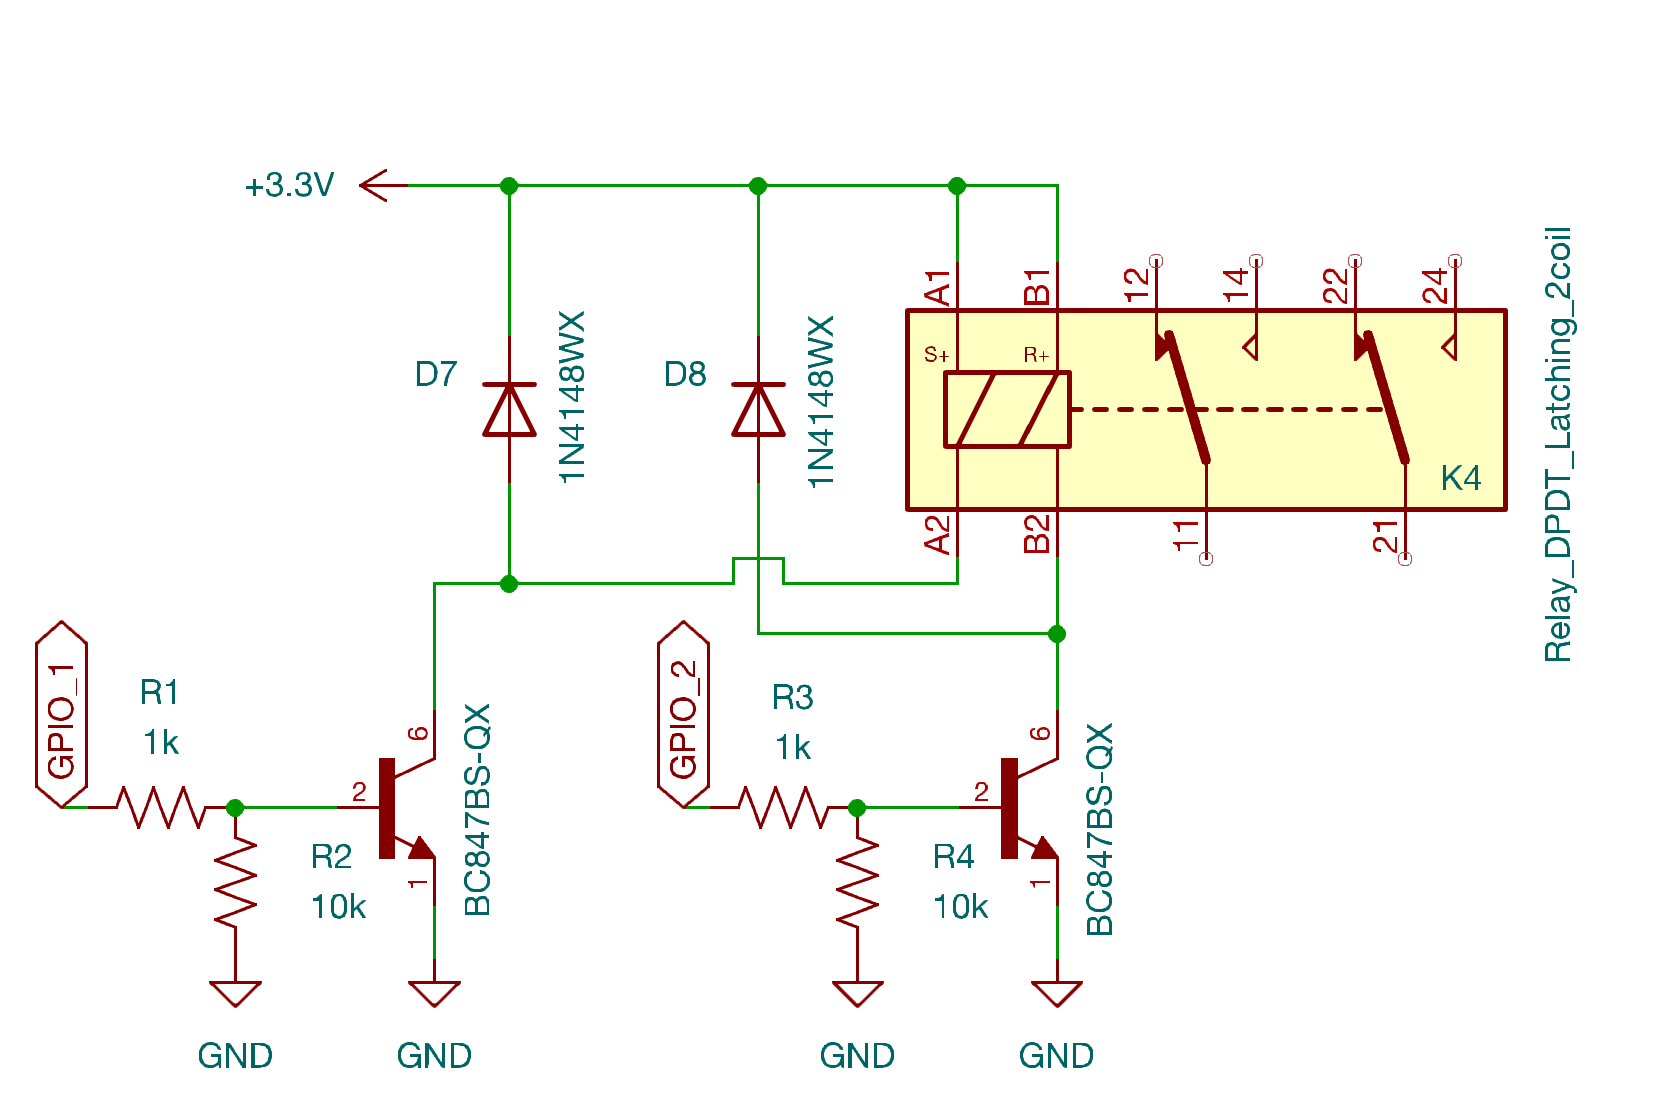 +3.3V
D7
1N4148WX
D8
1N4148WX
A1
B1
12
14
22
24
S+
R+
K4
A2
B2
11
21
Relay_DPDT_Latching_2coil
GPIO_1
R1
1k
2
6
1
BC847BS-QX
R2
10k
GND
GND
GPIO_2
R3
1k
2
6
1
BC847BS-QX
R4
10k
GND
GND